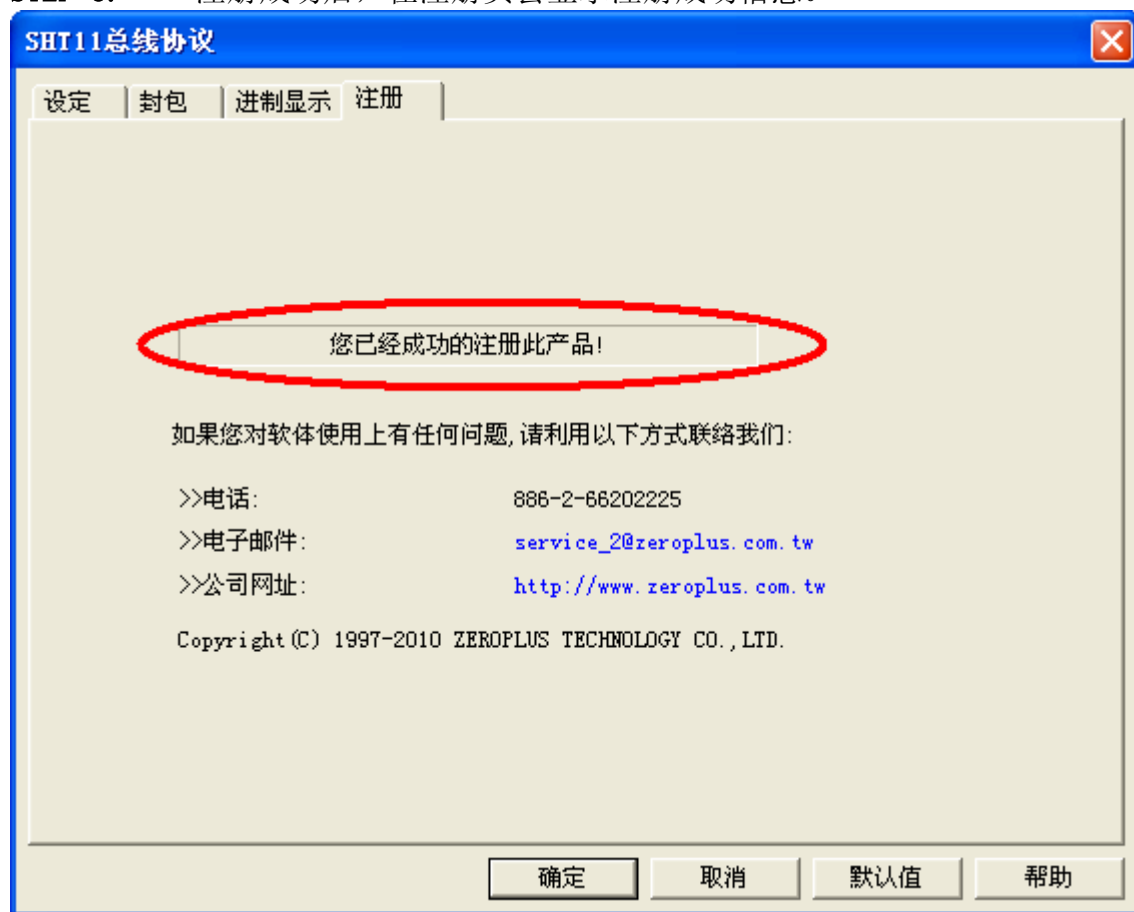 SHT11总线协议
设定 封包 进制显示 注册
您已经成功的注册此产品!
如果您对软体使用上有任何问题,请利用以下方式联络我们:
>>电话: 886-2-66202225
>>电子邮件: service_2@zeroplus.com.tw
>>公司网址: http://www.zeroplus.com.tw
Copyright(C) 1997-2010 ZEROPLUS TECHNOLOGY CO.,LTD.
确定 取消 默认值 帮助